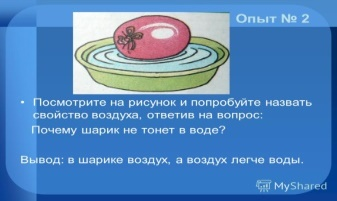 Опыт № 2
• Посмотрите на рисунок и попробуйте назвать
свойство воздуха, ответив на вопрос:
Почему шарик не тонет в воде?
Вывод: в шарике воздух, а воздух легче воды.
MyShared